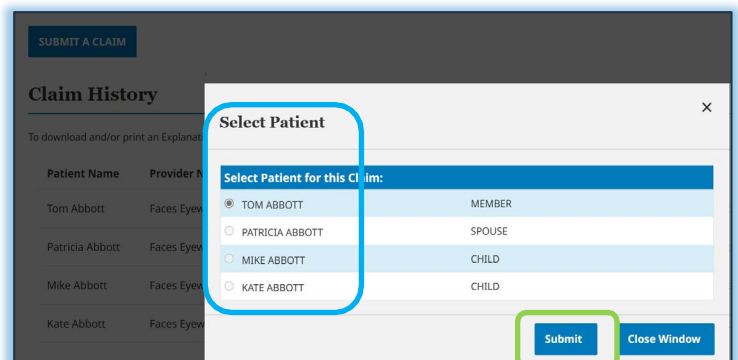 SUBMIT A CLAIM
Claim History
To download and/or print an Explanat
Patient Name Provider N
Tom Abbott Faces Eyew
Patricia Abbott Faces Eyew
Mike Abbott Faces Eyew
Kate Abbott Faces Eyew
Select Patient
×
Select Patient for this Claim:
TOM ABBOTT MEMBER
PATRICIA ABBOTT SPOUSE
MIKE ABBOTT CHILD
KATE ABBOTT CHILD
Submit Close Window